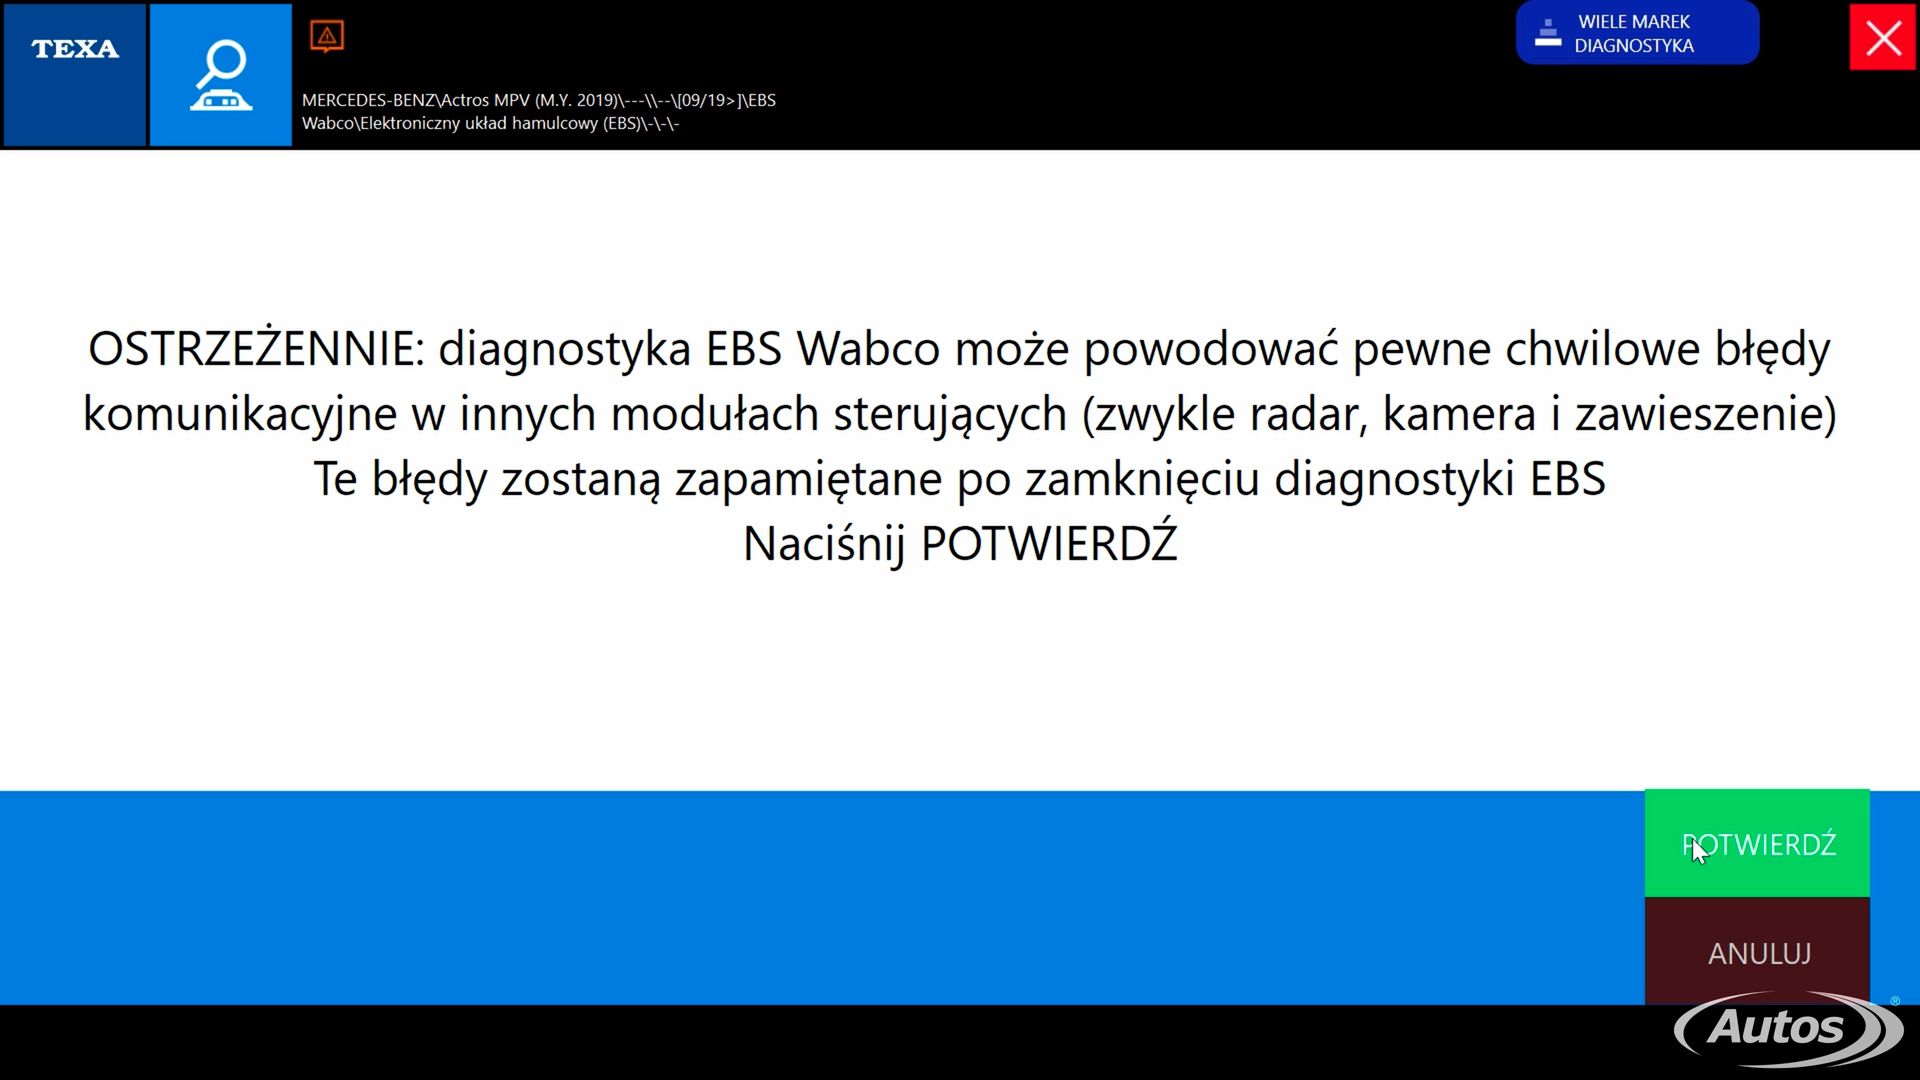 TEXA
MERCEDES-BENZ\Actros MPV (M.Y. 2019)\---\\--\[09/19>]\EBS
Wabco\Elektroniczny układ hamulcowy (EBS)\-\-\-
WIELE MAREK
DIAGNOSTYKA
OSTRZEŻENNIE: diagnostyka EBS Wabco może powodować pewne chwilowe błędy
komunikacyjne w innych modułach sterujących (zwykle radar, kamera i zawieszenie)
Te błędy zostaną zapamiętane po zamknięciu diagnostyki EBS
Naciśnij POTWIERDŹ
POTWIERDŹ
ANULUJ
Autos®